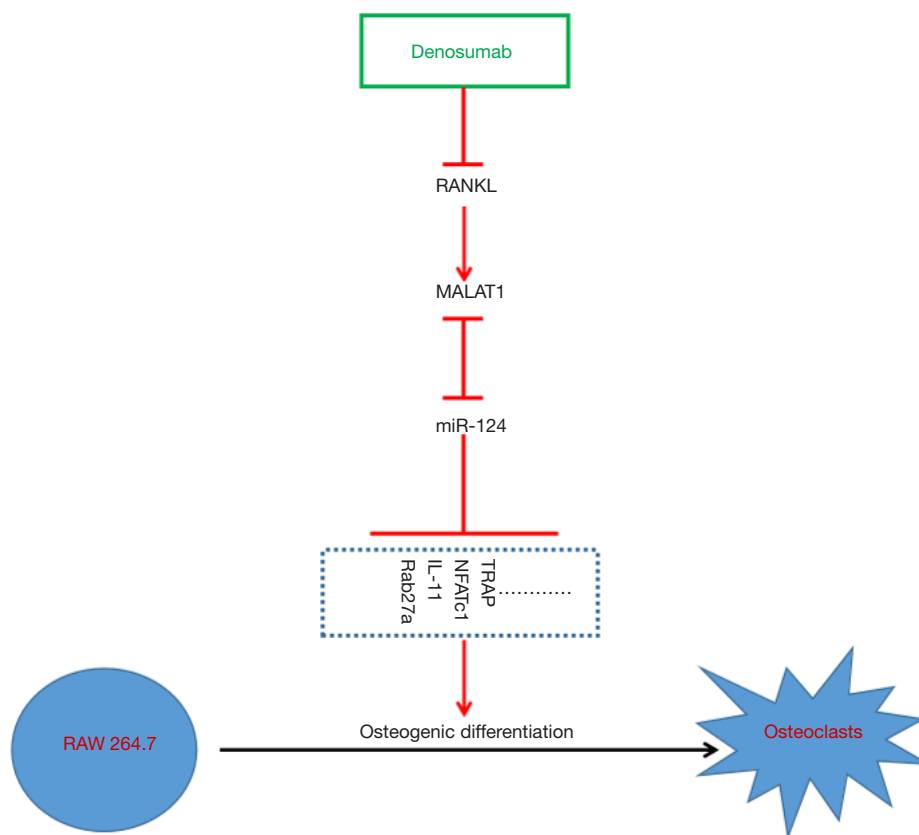 Denosumab
RANKL
MALAT1
miR-124
TRAP............
NFATc1
IL-11
Rab27a
Osteogenic differentiation
RAW 264.7
Osteoclasts